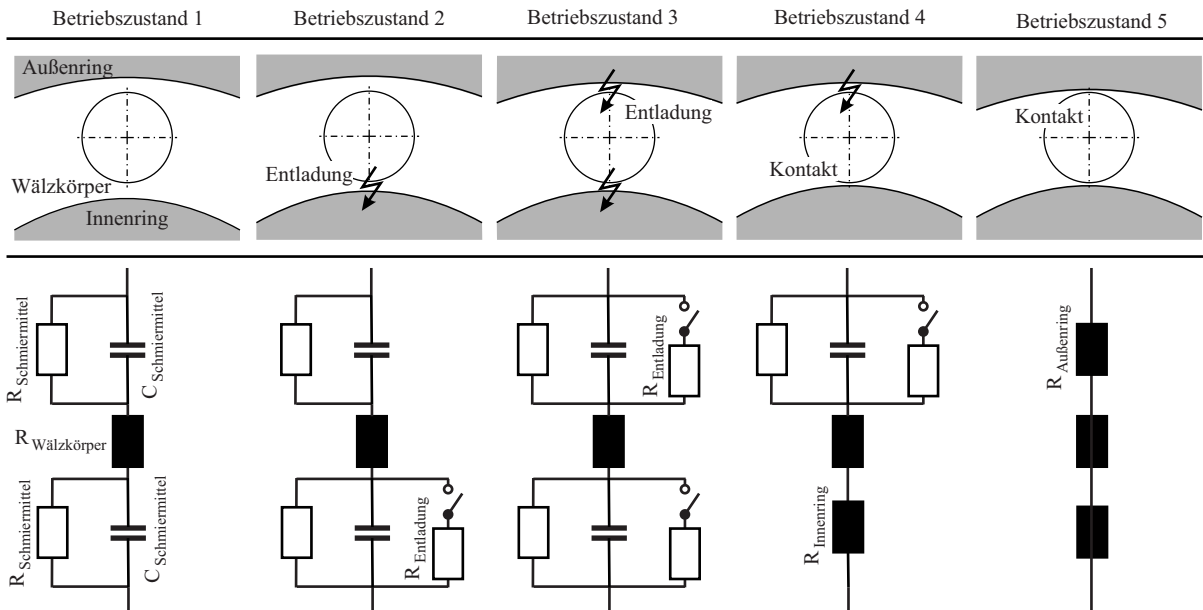 Betriebszustand 1
Betriebszustand 2
Betriebszustand 3
Betriebszustand 4
Betriebszustand 5
Außenring
Wälzkörper
Innenring
Entladung
Entladung
Kontakt
Kontakt
R Schmiermittel
C Schmiermittel
R Wälzkörper
R Schmiermittel
C Schmiermittel
R Entladung
R Entladung
R Innenring
R Außenring